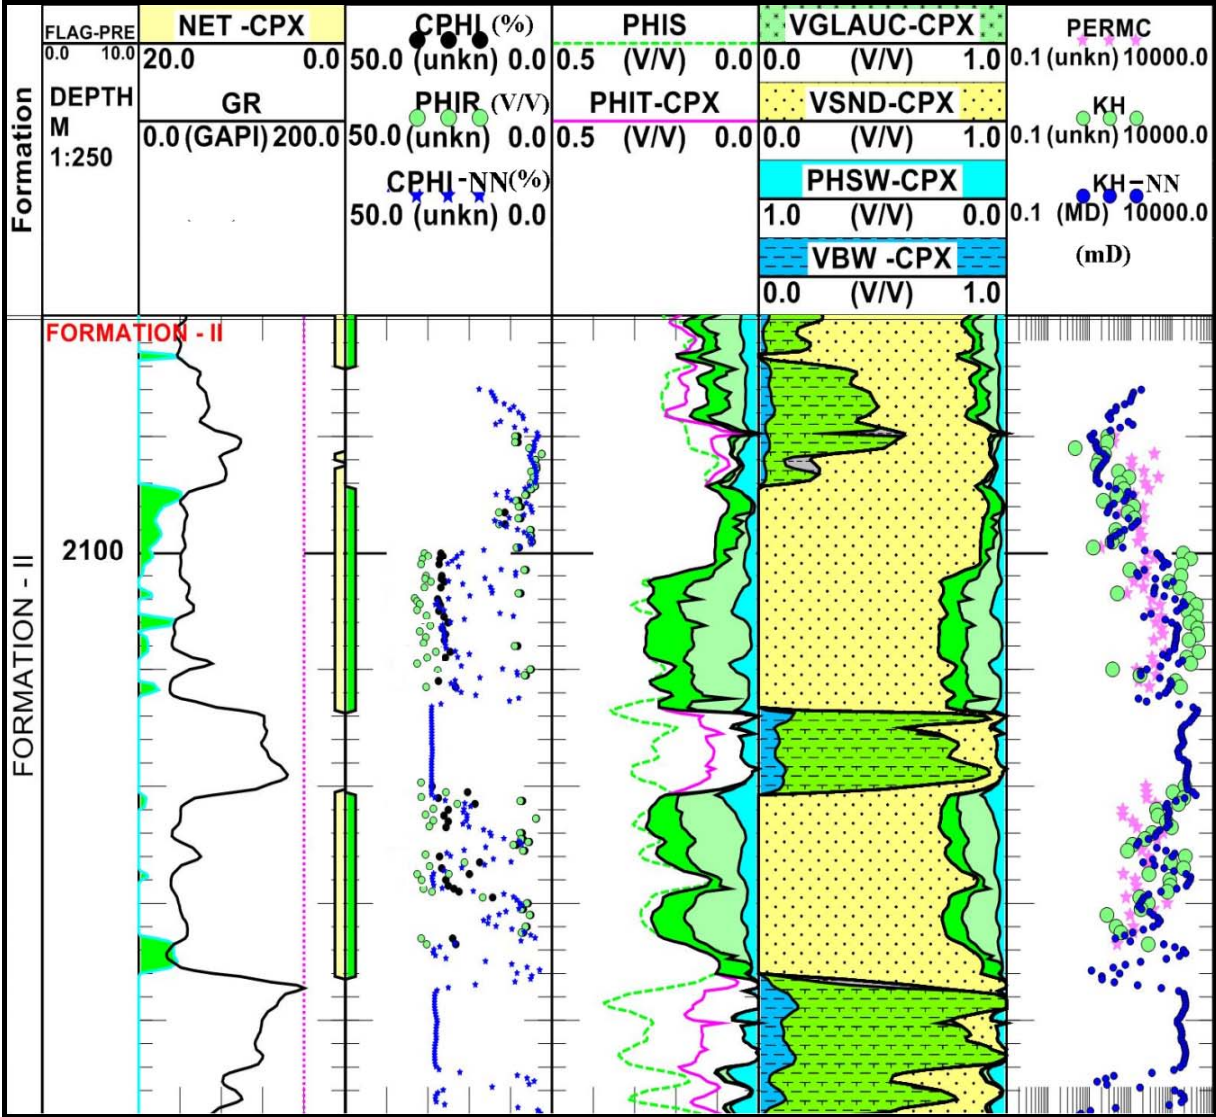 Formation
FLAG-PRE
0.0 10.0
DEPTH
M
1:250
NET -CPX
20.0 0.0
GR
0.0 (GAPI) 200.0
CPHI (%)
50.0 (unkn) 0.0
PHIR (V/V)
50.0 (unkn) 0.0
CPHI-NN(%)
50.0 (unkn) 0.0
PHIS
0.5 (V/V) 0.0
PHIT-CPX
0.5 (V/V) 0.0
VGLAUC-CPX
0.0 (V/V) 1.0
VSND-CPX
0.0 (V/V) 1.0
PHSW-CPX
1.0 (V/V) 0.0
VBW -CPX
0.0 (V/V) 1.0
PERMC
0.1 (unkn) 10000.0
KH
0.1 (unkn) 10000.0
KH-NN
0.1 (MD) 10000.0
(mD)
FORMATION - II
FORMATION - II
2100